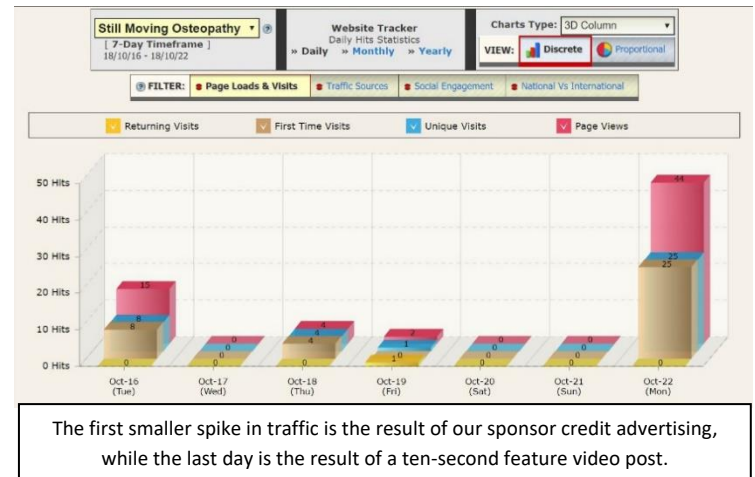 Still Moving Osteopathy
[ 7-Day Timeframe ]
18/10/16 - 18/10/22
Website Tracker
Daily Hits Statistics
» Daily » Monthly » Yearly
Charts Type: 3D Column
VIEW: Discrete Proportional
FILTER: Page Loads & Visits Traffic Sources Social Engagement National Vs International
Returning Visits First Time Visits Unique Visits Page Views
50 Hits
40 Hits
30 Hits
20 Hits
10 Hits
0 Hits
15
8
8
0
0
0
0
0
4
4
4
0
2
1
0
1
0
0
0
0
0
0
0
0
44
25
25
0
Oct-16 Oct-17 Oct-18 Oct-19 Oct-20 Oct-21 Oct-22
(Tue) (Wed) (Thu) (Fri) (Sat) (Sun) (Mon)
The first smaller spike in traffic is the result of our sponsor credit advertising,
while the last day is the result of a ten-second feature video post.